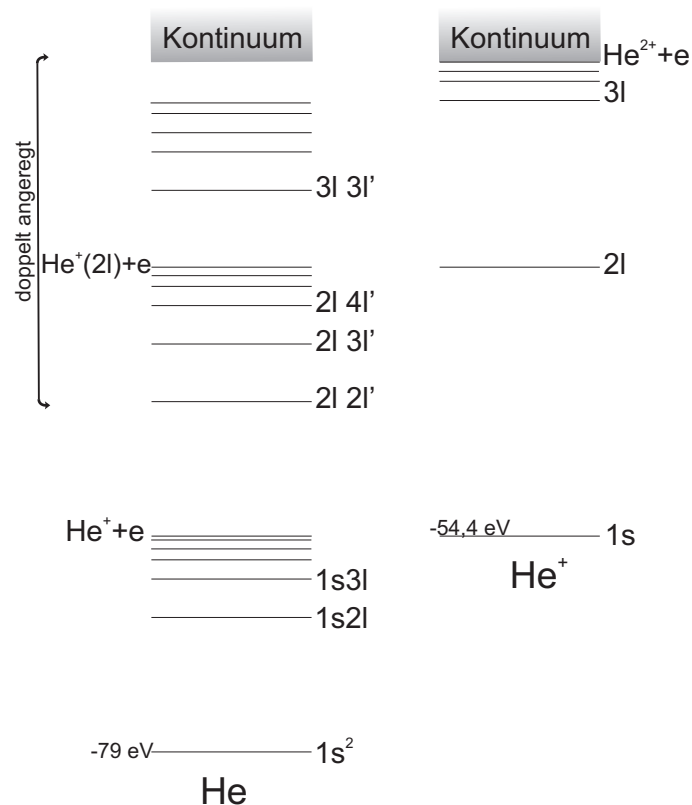 Kontinuum
Kontinuum
He²⁺+e
3l
3l 3l’
doppelt angeregt
He⁺(2l)+e
2l
2l 4l’
2l 3l’
2l 2l’
He⁺+e
-54,4 eV
1s
He⁺
1s3l
1s2l
-79 eV
1s²
He